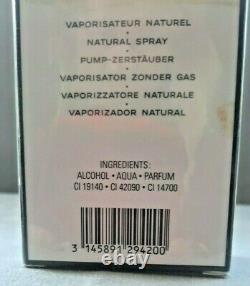 VAPORISATEUR NATUREL
•
NATURAL SPRAY
•
PUMP-ZERSTÄUBER
•
VAPORISATOR ZONDER GAS
•
VAPORIZZATORE NATURALE
•
VAPORIZADOR NATURAL
INGREDIENTS:
ALCOHOL • AQUA • PARFUM
CI 19140 • CI 42090 • CI 14700
3 145891 294200